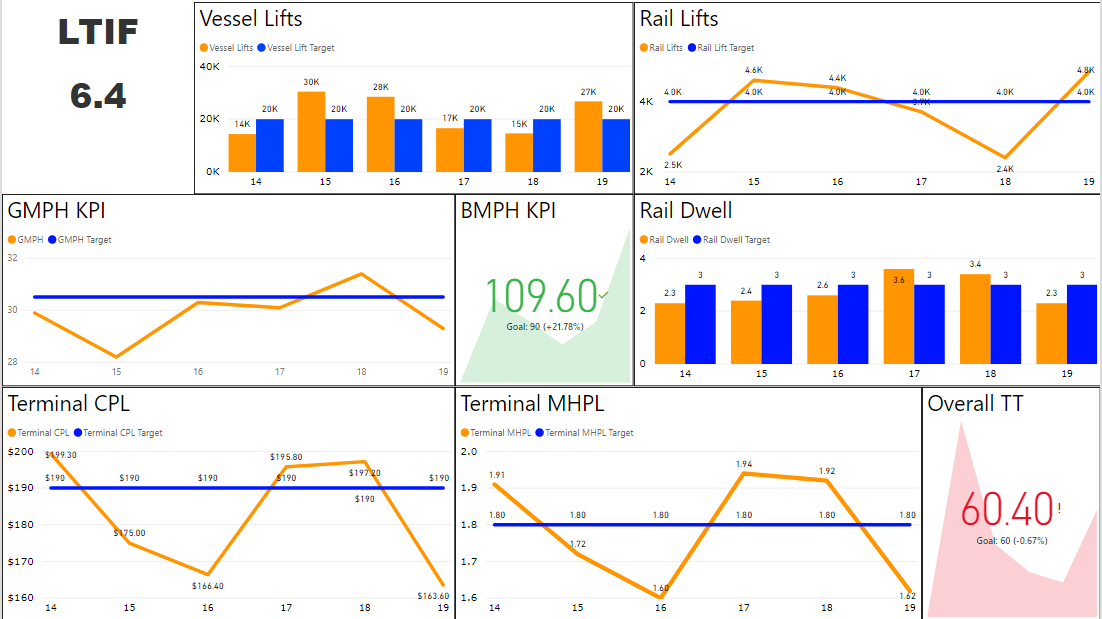 LTIF
6.4
Vessel Lifts
Vessel Lifts Vessel Lift Target
40K
20K
0K
14K 20K 30K 20K 28K 20K 17K 20K 15K 20K 27K 20K
14 15 16 17 18 19
Rail Lifts
Rail Lifts Rail Lift Target
4K
2K
4.0K 4.6K 4.0K 4.4K 4.0K 4.0K 3.7K 4.0K 4.8K 4.0K
2.5K 2.4K
14 15 16 17 18 19
GMPH KPI
GMPH GMPH Target
32
30
28
14 15 16 17 18 19
BMPH KPI
109.60
Goal: 90 (+21.78%)
Rail Dwell
Rail Dwell Rail Dwell Target
4
2
0
2.3 3 2.4 3 2.6 3 3.6 3 3.4 3 2.3 3
14 15 16 17 18 19
Terminal CPL
Terminal CPL Terminal CPL Target
$200
$190
$180
$170
$160
$199.30 $195.80 $197.20
$190 $190 $190 $190 $190 $190
$175.00 $166.40 $163.60
14 15 16 17 18 19
Terminal MHPL
Terminal MHPL Terminal MHPL Target
2.0
1.9
1.8
1.7
1.6
1.91 1.94 1.92
1.80 1.80 1.80 1.80 1.80 1.80
1.72 1.60 1.62
14 15 16 17 18 19
Overall TT
60.40!
Goal: 60 (-0.67%)